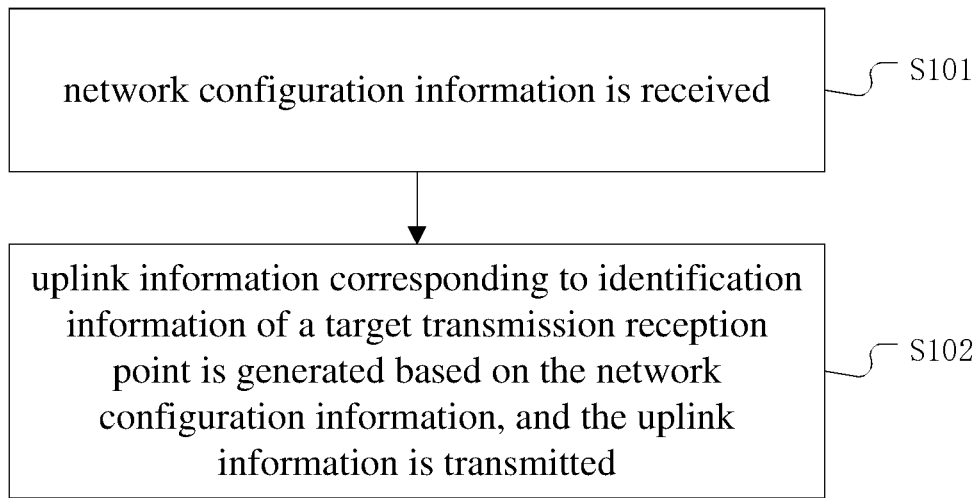 network configuration information is received
S101
uplink information corresponding to identification
information of a target transmission reception
point is generated based on the network
configuration information, and the uplink
information is transmitted
S102